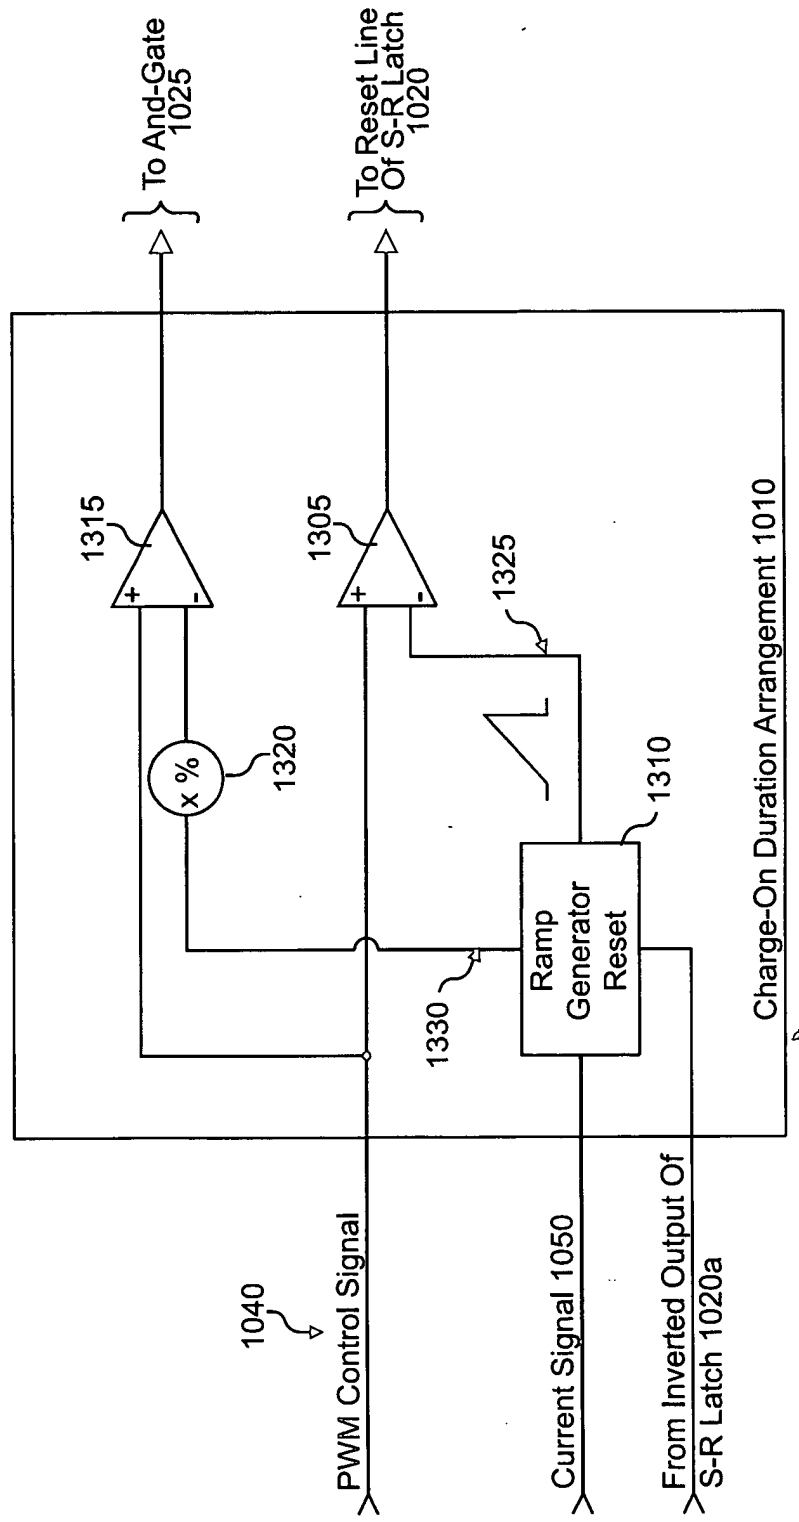 To And-Gate
1025
To Reset Line
Of S-R Latch
1020
1315
+
-
1305
+
-
x %
1320
1325
1330
Ramp
Generator
Reset
1310
1040
PWM Control Signal
Current Signal 1050
From Inverted Output Of
S-R Latch 1020a
Charge-On Duration Arrangement 1010